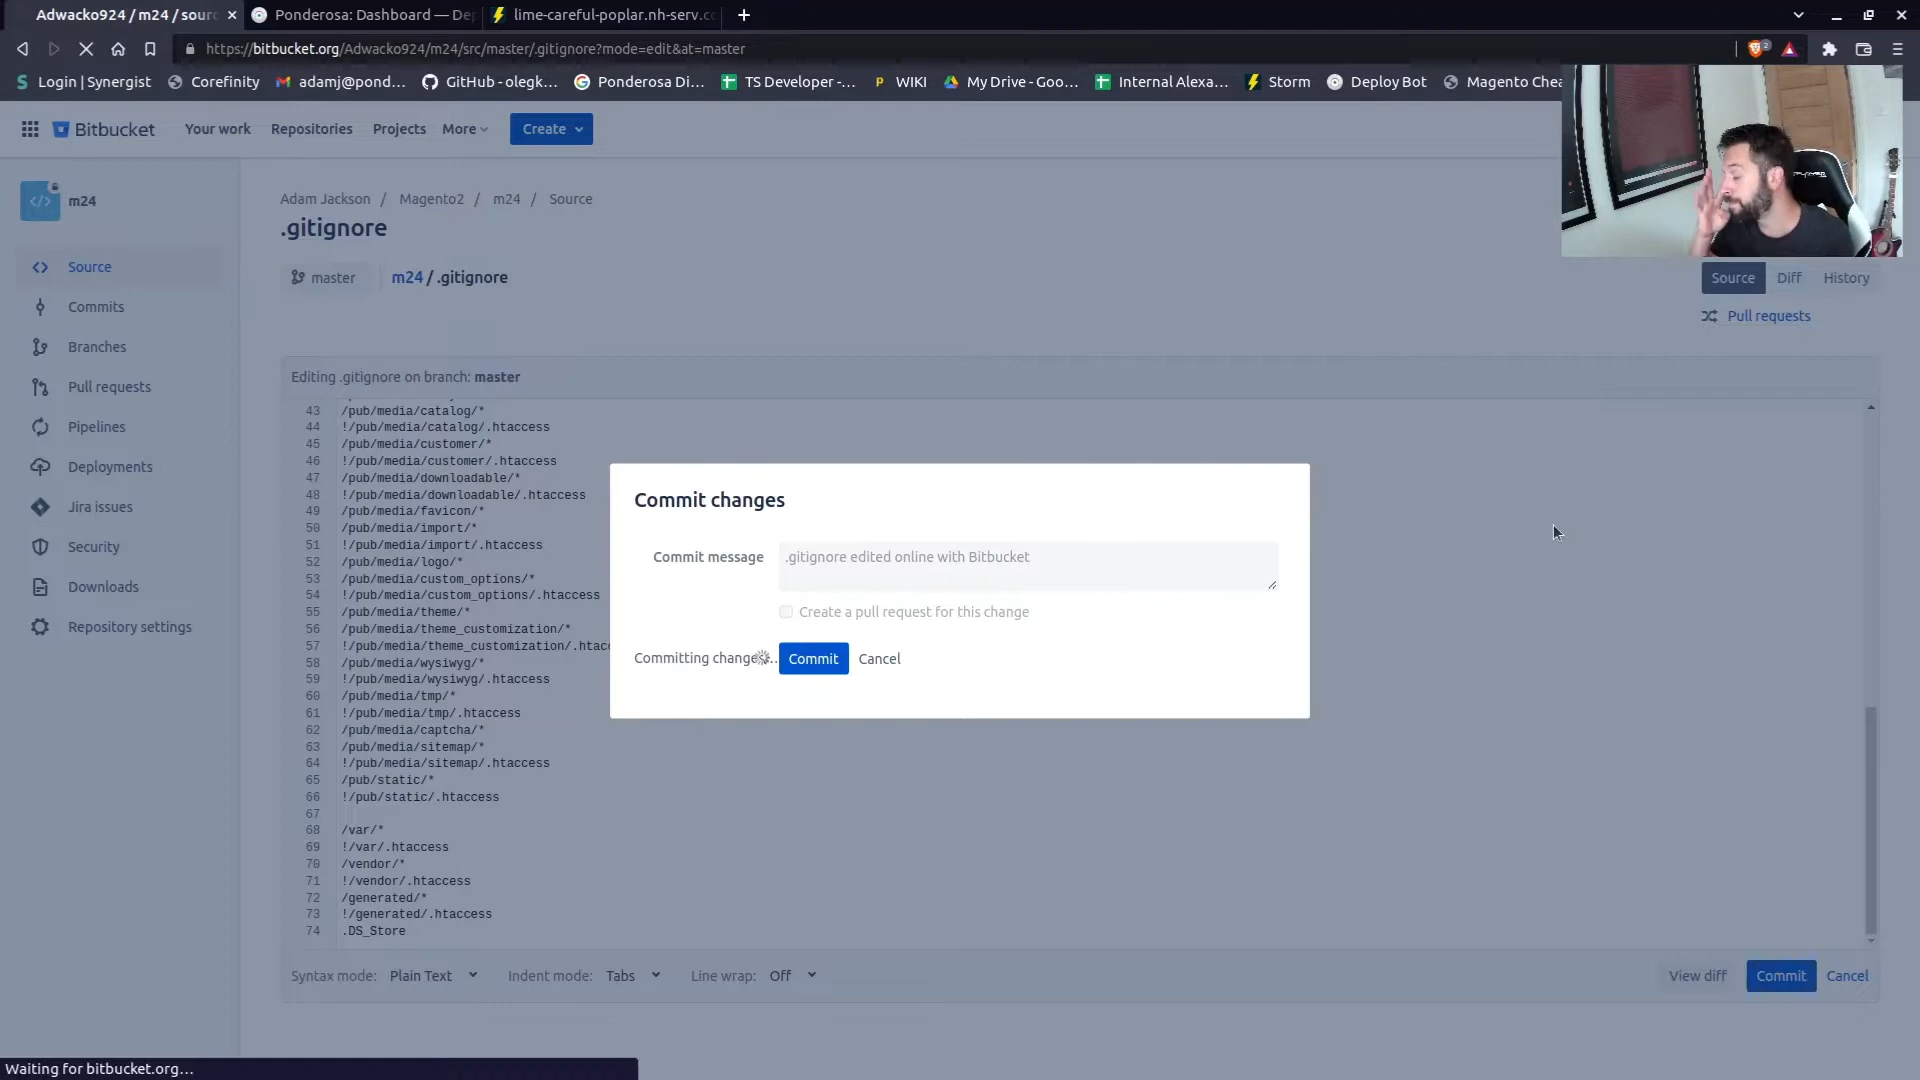 Adwacko924 / m24 / sourc
Ponderosa: Dashboard — Dep
lime-careful-poplar.nh-serv.co
https://bitbucket.org/Adwacko924/m24/src/master/.gitignore?mode=edit&at=master
2
Login | Synergist
Corefinity
adamj@pond...
GitHub - olegk...
Ponderosa Di...
TS Developer -...
WIKI
My Drive - Goo...
Internal Alexa...
Storm
Deploy Bot
Magento Chea
Bitbucket
Your work
Repositories
Projects
More
Create
m24
Source
Commits
Branches
Pull requests
Pipelines
Deployments
Jira issues
Security
Downloads
Repository settings
Adam Jackson / Magento2 / m24 / Source
.gitignore
master
m24 / .gitignore
Source
Diff
History
Pull requests
Editing .gitignore on branch: master
43 /pub/media/catalog/*
44 !/pub/media/catalog/.htaccess
45 /pub/media/customer/*
46 !/pub/media/customer/.htaccess
47 /pub/media/downloadable/*
48 !/pub/media/downloadable/.htaccess
49 /pub/media/favicon/*
50 /pub/media/import/*
51 !/pub/media/import/.htaccess
52 /pub/media/logo/*
53 /pub/media/custom_options/*
54 !/pub/media/custom_options/.htaccess
55 /pub/media/theme/*
56 /pub/media/theme_customization/*
57 !/pub/media/theme_customization/.htacc
58 /pub/media/wysiwyg/*
59 !/pub/media/wysiwyg/.htaccess
60 /pub/media/tmp/*
61 !/pub/media/tmp/.htaccess
62 /pub/media/captcha/*
63 /pub/media/sitemap/*
64 !/pub/media/sitemap/.htaccess
65 /pub/static/*
66 !/pub/static/.htaccess
67
68 /var/*
69 !/var/.htaccess
70 /vendor/*
71 !/vendor/.htaccess
72 /generated/*
73 !/generated/.htaccess
74 .DS_Store
Commit changes
Commit message
.gitignore edited online with Bitbucket
Create a pull request for this change
Committing changes...
Commit
Cancel
Syntax mode: Plain Text
Indent mode: Tabs
Line wrap: Off
View diff
Commit
Cancel
Waiting for bitbucket.org...